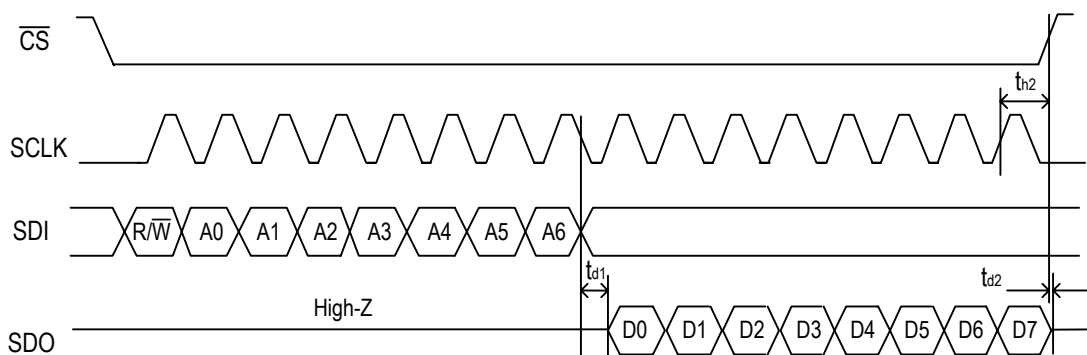 C̅S̅
th2
SCLK
SDI R/W̅ A0 A1 A2 A3 A4 A5 A6
td1 td2
High-Z
SDO D0 D1 D2 D3 D4 D5 D6 D7